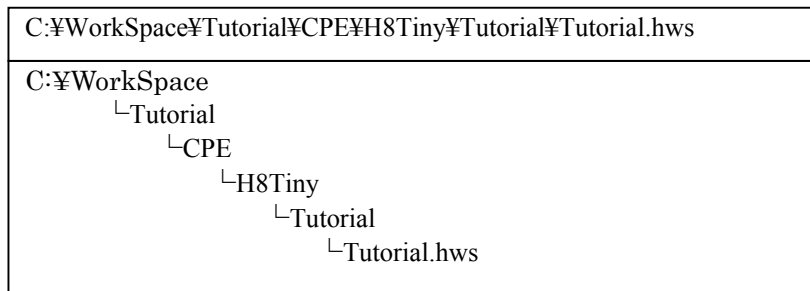 C:¥WorkSpace¥Tutorial¥CPE¥H8Tiny¥Tutorial¥Tutorial.hws
C:¥WorkSpace
└Tutorial
└CPE
└H8Tiny
└Tutorial
└Tutorial.hws